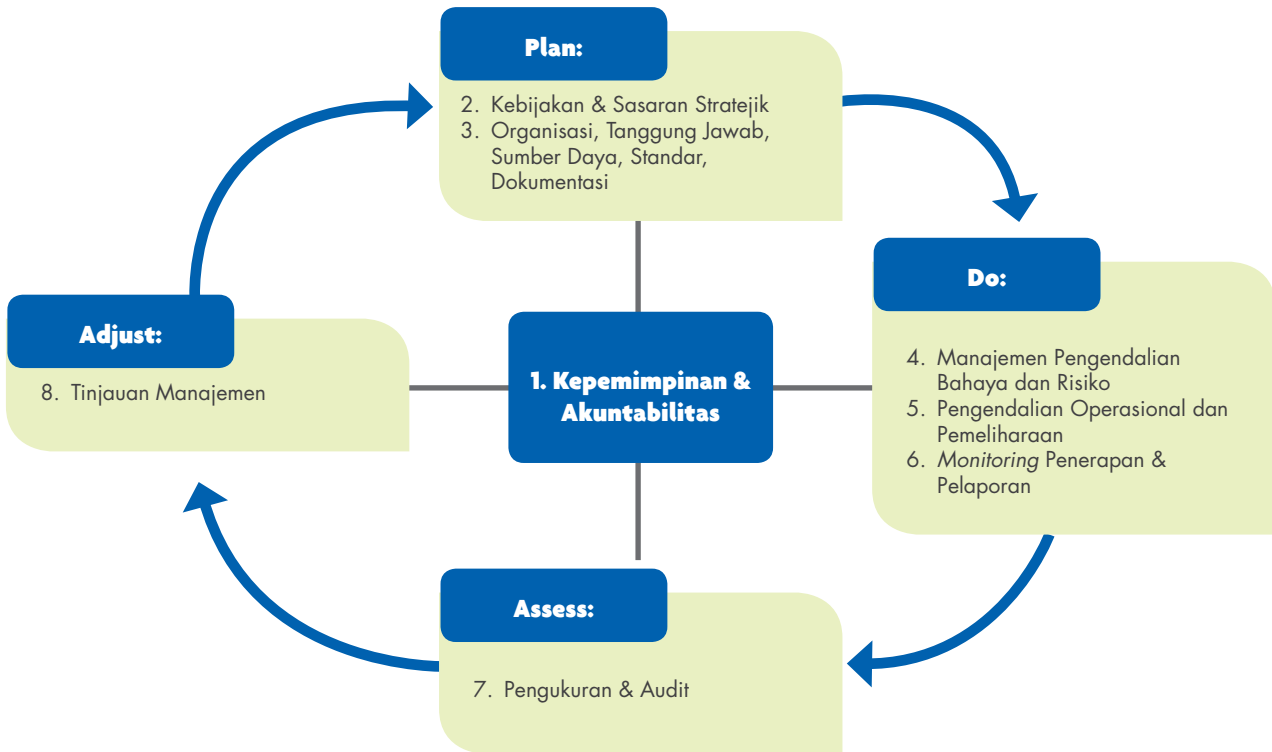 Plan:
2. Kebijakan & Sasaran Stratejik
3. Organisasi, Tanggung Jawab,
Sumber Daya, Standar,
Dokumentasi
Do:
4. Manajemen Pengendalian
Bahaya dan Risiko
5. Pengendalian Operasional dan
Pemeliharaan
6. Monitoring Penerapan &
Pelaporan
Adjust:
8. Tinjauan Manajemen
1. Kepemimpinan &
Akuntabilitas
Assess:
7. Pengukuran & Audit